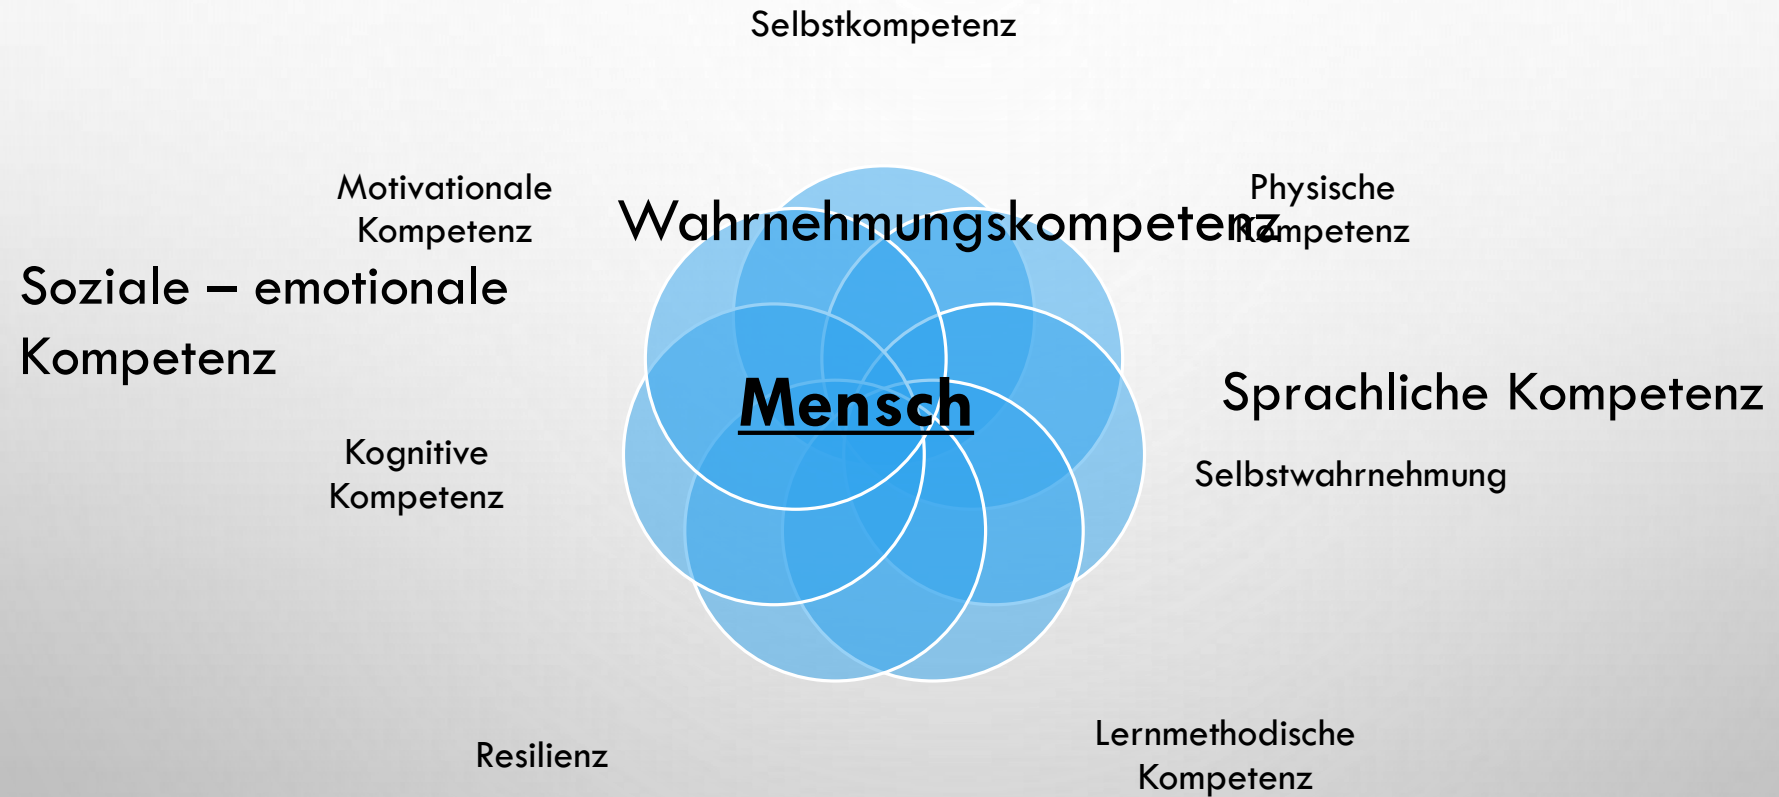 Selbstkompetenz
Motivationale
Kompetenz
Wahrnehmungskompetenz
Physische
Kompetenz
Soziale – emotionale
Kompetenz
Mensch
Sprachliche Kompetenz
Kognitive
Kompetenz
Selbstwahrnehmung
Resilienz
Lernmethodische
Kompetenz